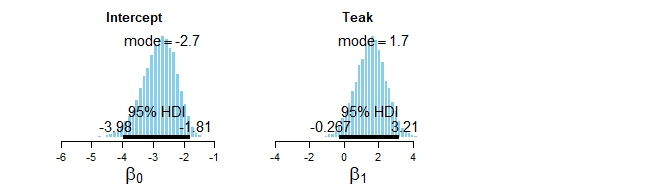 Intercept
mode = -2.7
95% HDI
-3.98 -1.81
-6 -5 -4 -3 -2 -1
β0
Teak
mode = 1.7
95% HDI
-0.267 3.21
-4 -2 0 2 4
β1